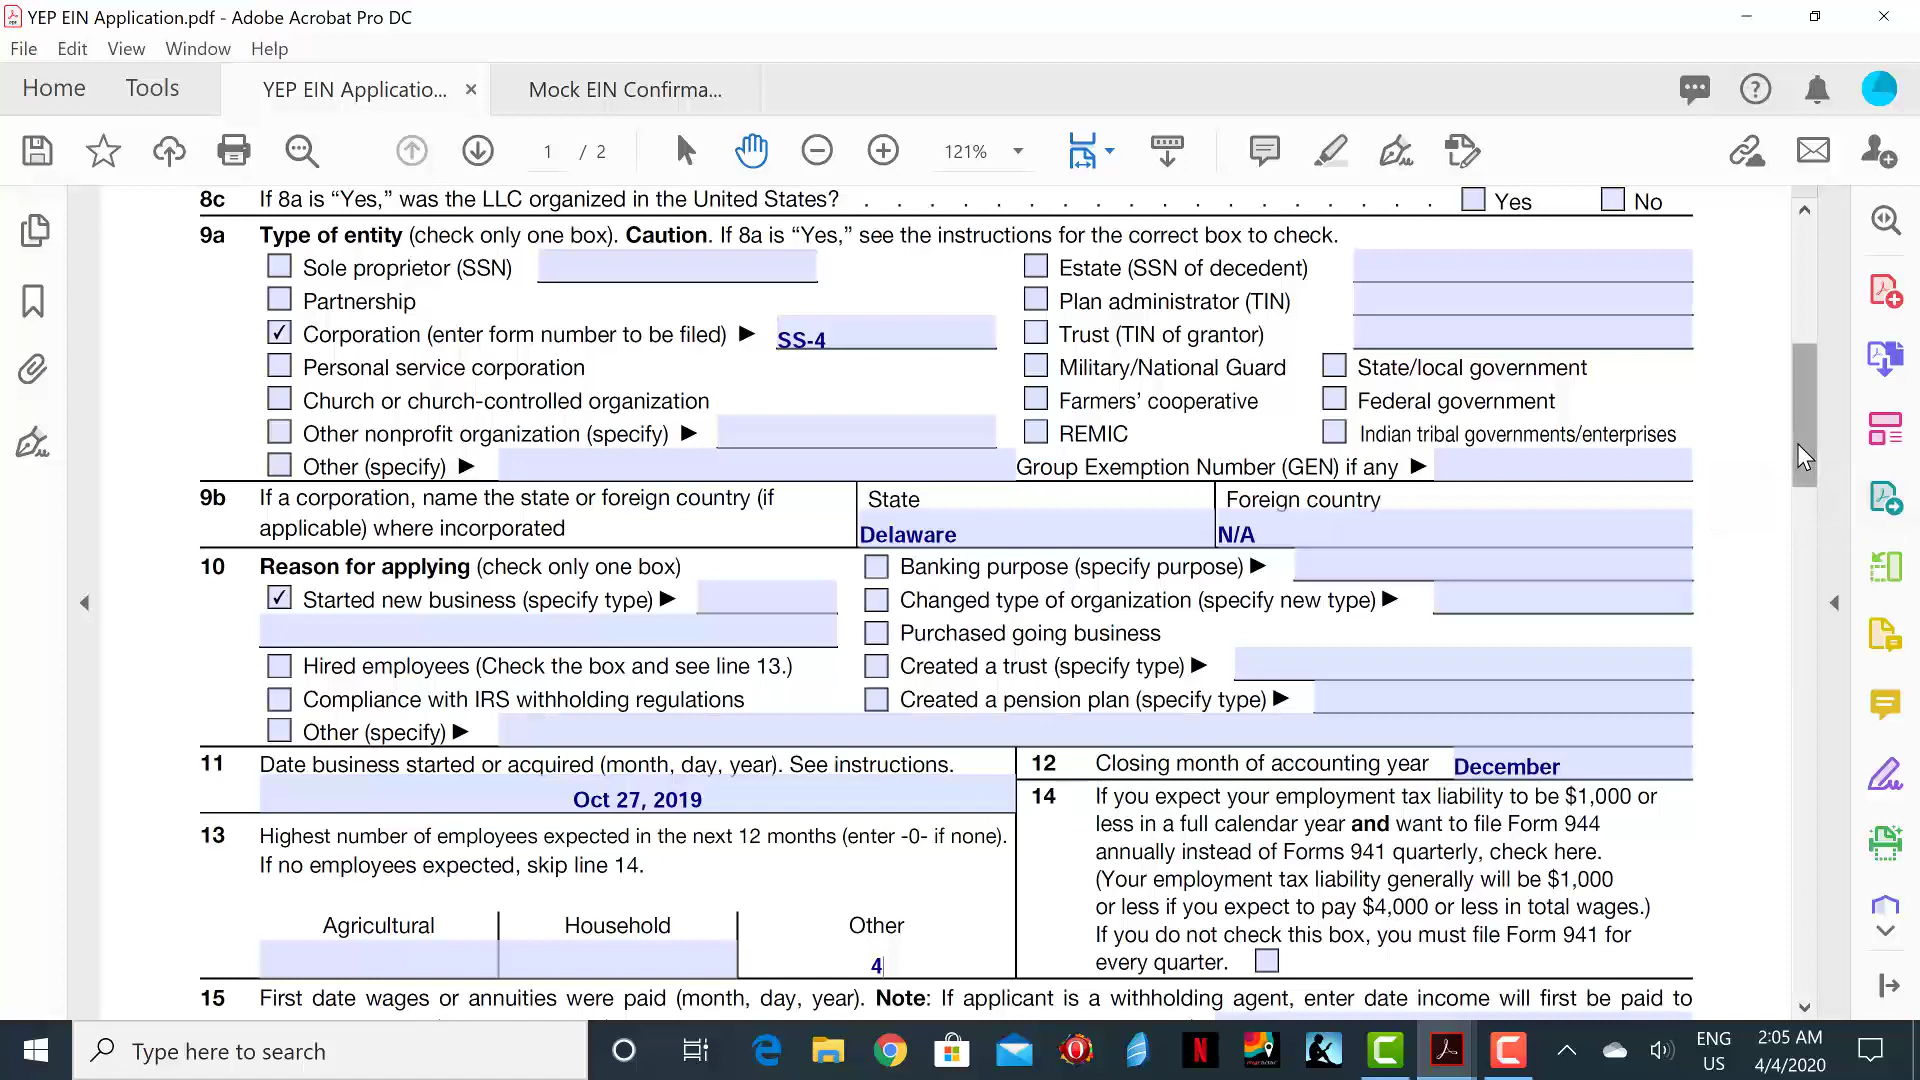 YEP EIN Application.pdf - Adobe Acrobat Pro DC
File Edit View Window Help
Home Tools YEP EIN Applicatio... × Mock EIN Confirma...
1 / 2 121%
8c If 8a is “Yes,” was the LLC organized in the United States? . . . . . . . . . . . . . . . . . . Yes No
9a Type of entity (check only one box). Caution. If 8a is “Yes,” see the instructions for the correct box to check.
Sole proprietor (SSN) Estate (SSN of decedent)
Partnership Plan administrator (TIN)
✓ Corporation (enter form number to be filed) ▶ SS-4 Trust (TIN of grantor)
Personal service corporation Military/National Guard State/local government
Church or church-controlled organization Farmers’ cooperative Federal government
Other nonprofit organization (specify) ▶ REMIC Indian tribal governments/enterprises
Other (specify) ▶ Group Exemption Number (GEN) if any ▶
9b If a corporation, name the state or foreign country (if State Foreign country
applicable) where incorporated Delaware N/A
10 Reason for applying (check only one box) Banking purpose (specify purpose) ▶
✓ Started new business (specify type) ▶ Changed type of organization (specify new type) ▶
Purchased going business
Hired employees (Check the box and see line 13.) Created a trust (specify type) ▶
Compliance with IRS withholding regulations Created a pension plan (specify type) ▶
Other (specify) ▶
11 Date business started or acquired (month, day, year). See instructions.
Oct 27, 2019
12 Closing month of accounting year December
13 Highest number of employees expected in the next 12 months (enter -0- if none).
If no employees expected, skip line 14.
Agricultural Household Other
4
14 If you expect your employment tax liability to be $1,000 or
less in a full calendar year and want to file Form 944
annually instead of Forms 941 quarterly, check here.
(Your employment tax liability generally will be $1,000
or less if you expect to pay $4,000 or less in total wages.)
If you do not check this box, you must file Form 941 for
every quarter.
15 First date wages or annuities were paid (month, day, year). Note: If applicant is a withholding agent, enter date income will first be paid to
Type here to search
ENG
US
2:05 AM
4/4/2020